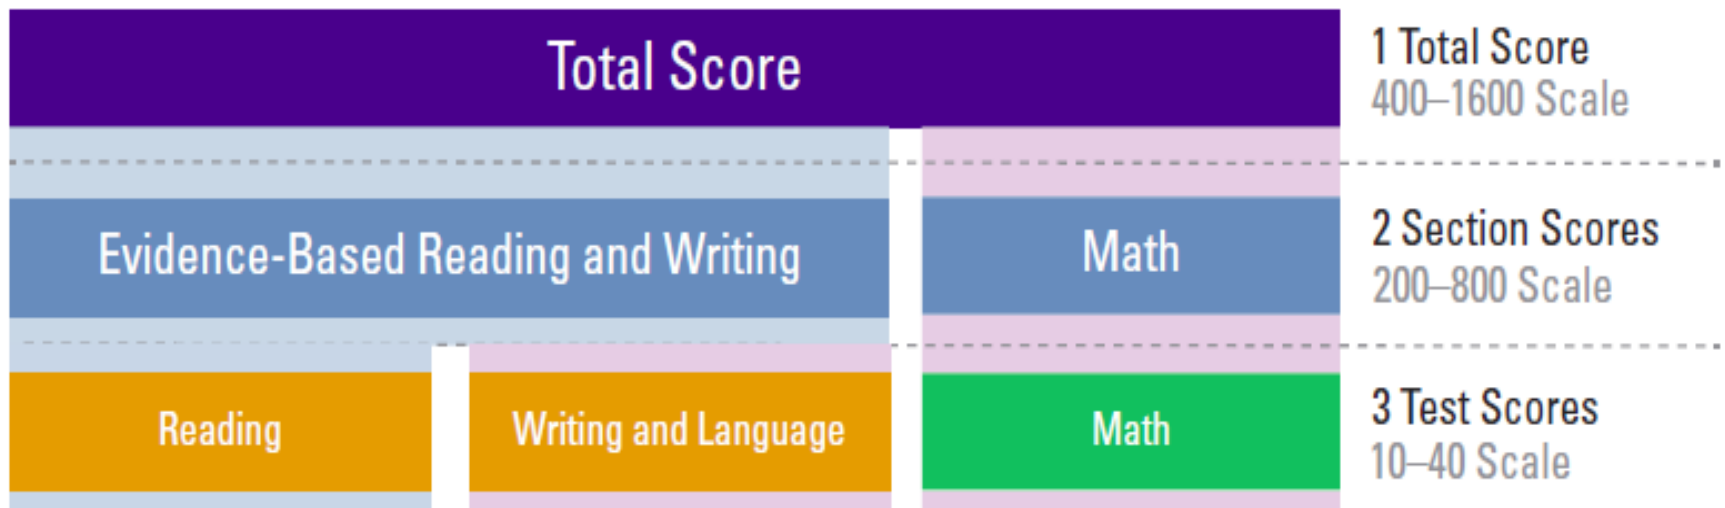 Total Score
1 Total Score
400–1600 Scale
Evidence-Based Reading and Writing
Math
2 Section Scores
200–800 Scale
Reading
Writing and Language
Math
3 Test Scores
10–40 Scale